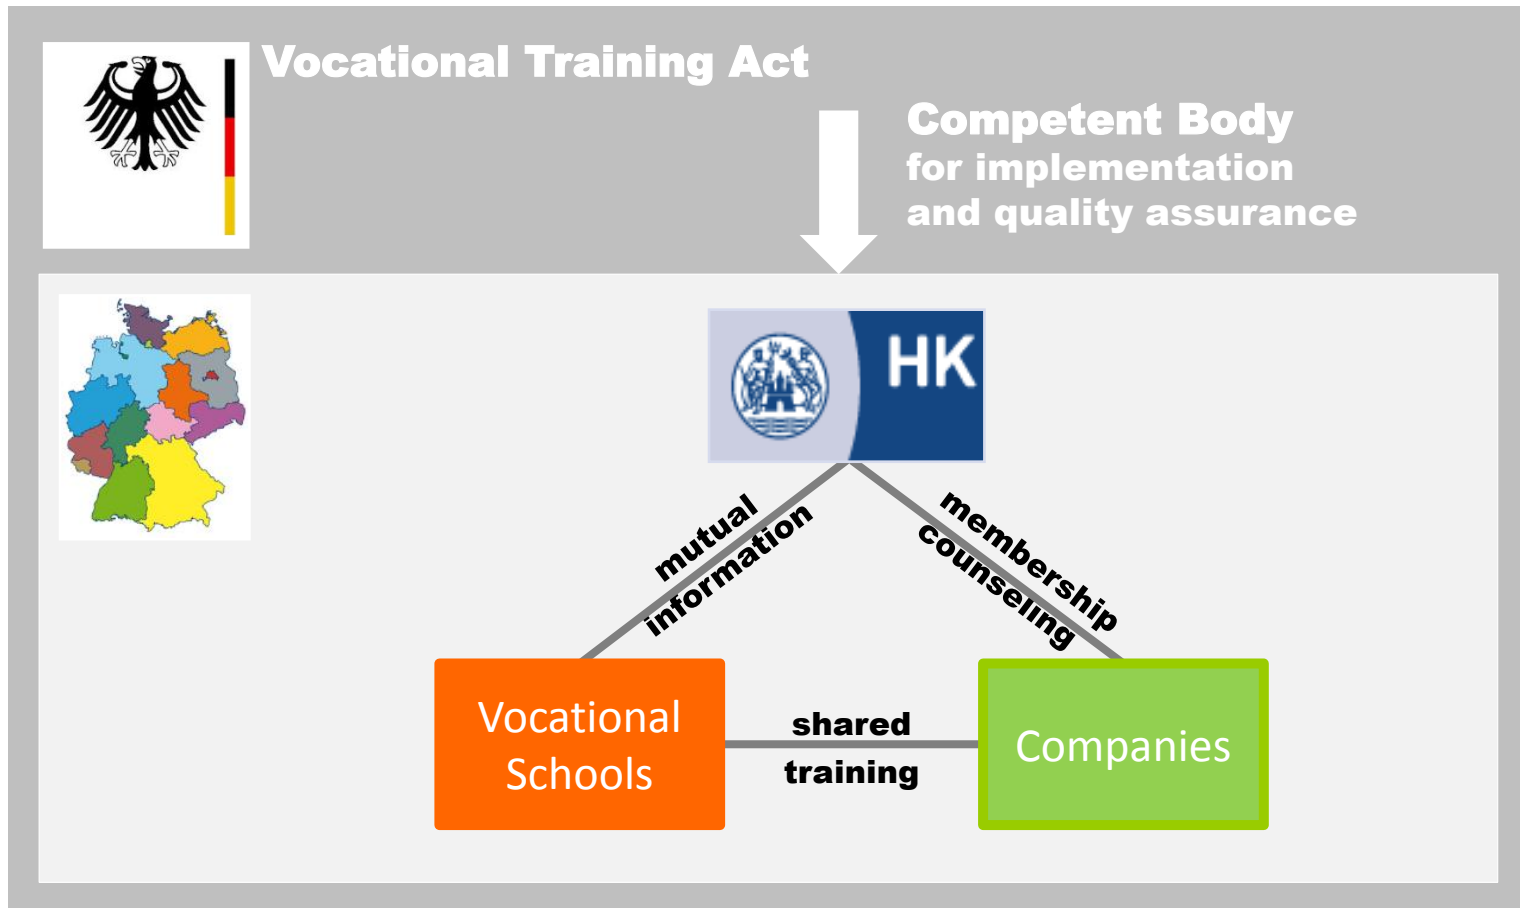 Vocational Training Act
Competent Body
for implementation
and quality assurance
HK
mutual
information
membership
counseling
Vocational
Schools
shared
training
Companies